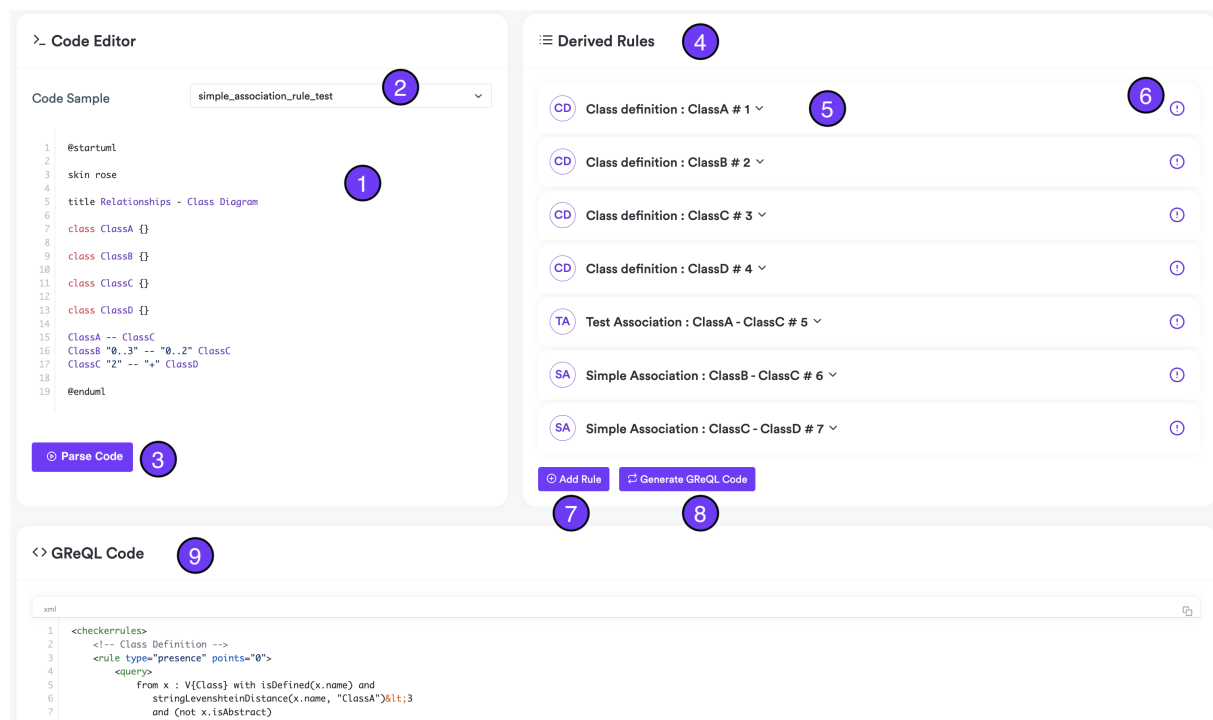 >_ Code Editor
Code Sample
simple_association_rule_test
2
1 @startuml
2
3 skin rose
4
5 title Relationships - Class Diagram
6
7 class ClassA {}
8
9 class ClassB {}
10
11 class ClassC {}
12
13 class ClassD {}
14
15 ClassA -- ClassC
16 ClassB "0..3" -- "0..2" ClassC
17 ClassC "2" -- "+" ClassD
18
19 @enduml
1
Parse Code
3
Derived Rules
4
CD Class definition : ClassA # 1
5
6
CD Class definition : ClassB # 2
CD Class definition : ClassC # 3
CD Class definition : ClassD # 4
TA Test Association : ClassA - ClassC # 5
SA Simple Association : ClassB - ClassC # 6
SA Simple Association : ClassC - ClassD # 7
Add Rule
Generate GReQL Code
7
8
<> GReQL Code
9
xml
1 <checkerrules>
2 <!-- Class Definition -->
3 <rule type="presence" points="0">
4 <query>
5 from x : V{Class} with isDefined(x.name) and
6 stringLevenshteinDistance(x.name, "ClassA")&lt;3
7 and (not x.isAbstract)